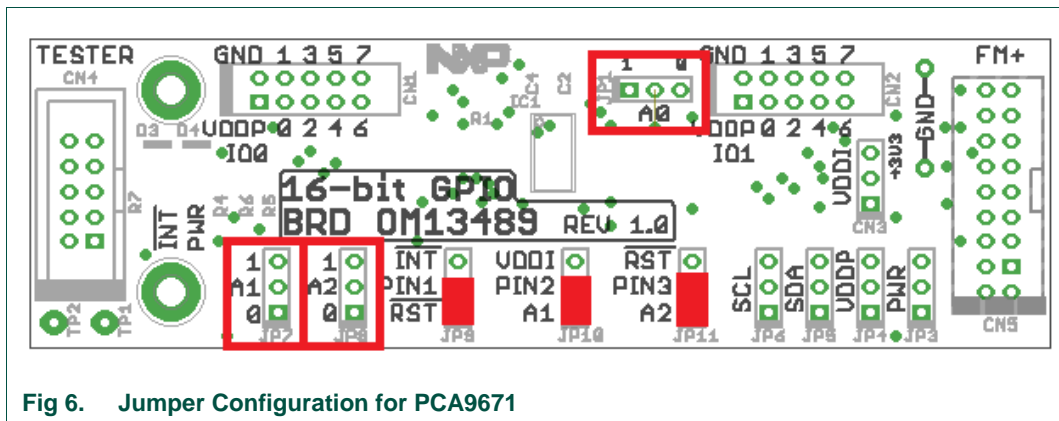 TESTER
CN4
GND 1 3 5 7
CN1
NXP
C4
C2
IC1
R1
JP1
1 0
A0
GND 1 3 5 7
CN2
FM+
GND
D3 D4
VDDP 0 2 4 6
IO0
VDDP 0 2 4 6
IO1
VDDI
+3V3
CN3
R7
R4
R6
R5
INT
PWR
16-bit GPIO
BRD OM13489 REV 1.0
1
A1
0
JP7
1
A2
0
JP8
INT
PIN1
RST
JP9
VDDI
PIN2
A1
JP10
RST
PIN3
A2
JP11
SCL
JP6
SDA
JP5
VDDP
JP4
PWR
JP3
CN5
TP2
TP1
Fig 6. Jumper Configuration for PCA9671